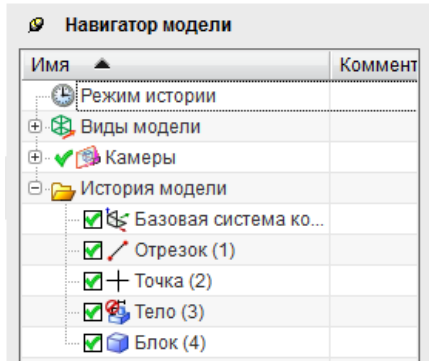 Навигатор модели
Имя Коммент
Режим истории
Виды модели
Камеры
История модели
Базовая система ко...
Отрезок (1)
Точка (2)
Тело (3)
Блок (4)